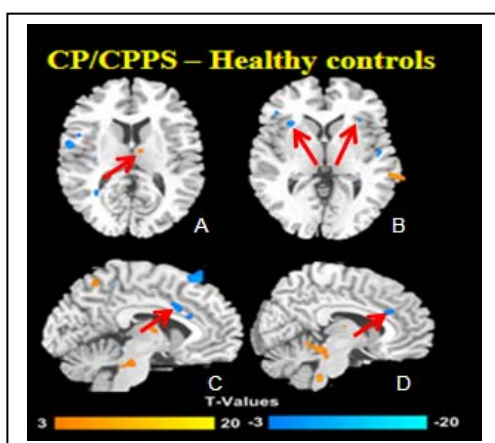 CP/CPPS – Healthy controls
A
B
C
D
T-Values
3 20 -3 -20